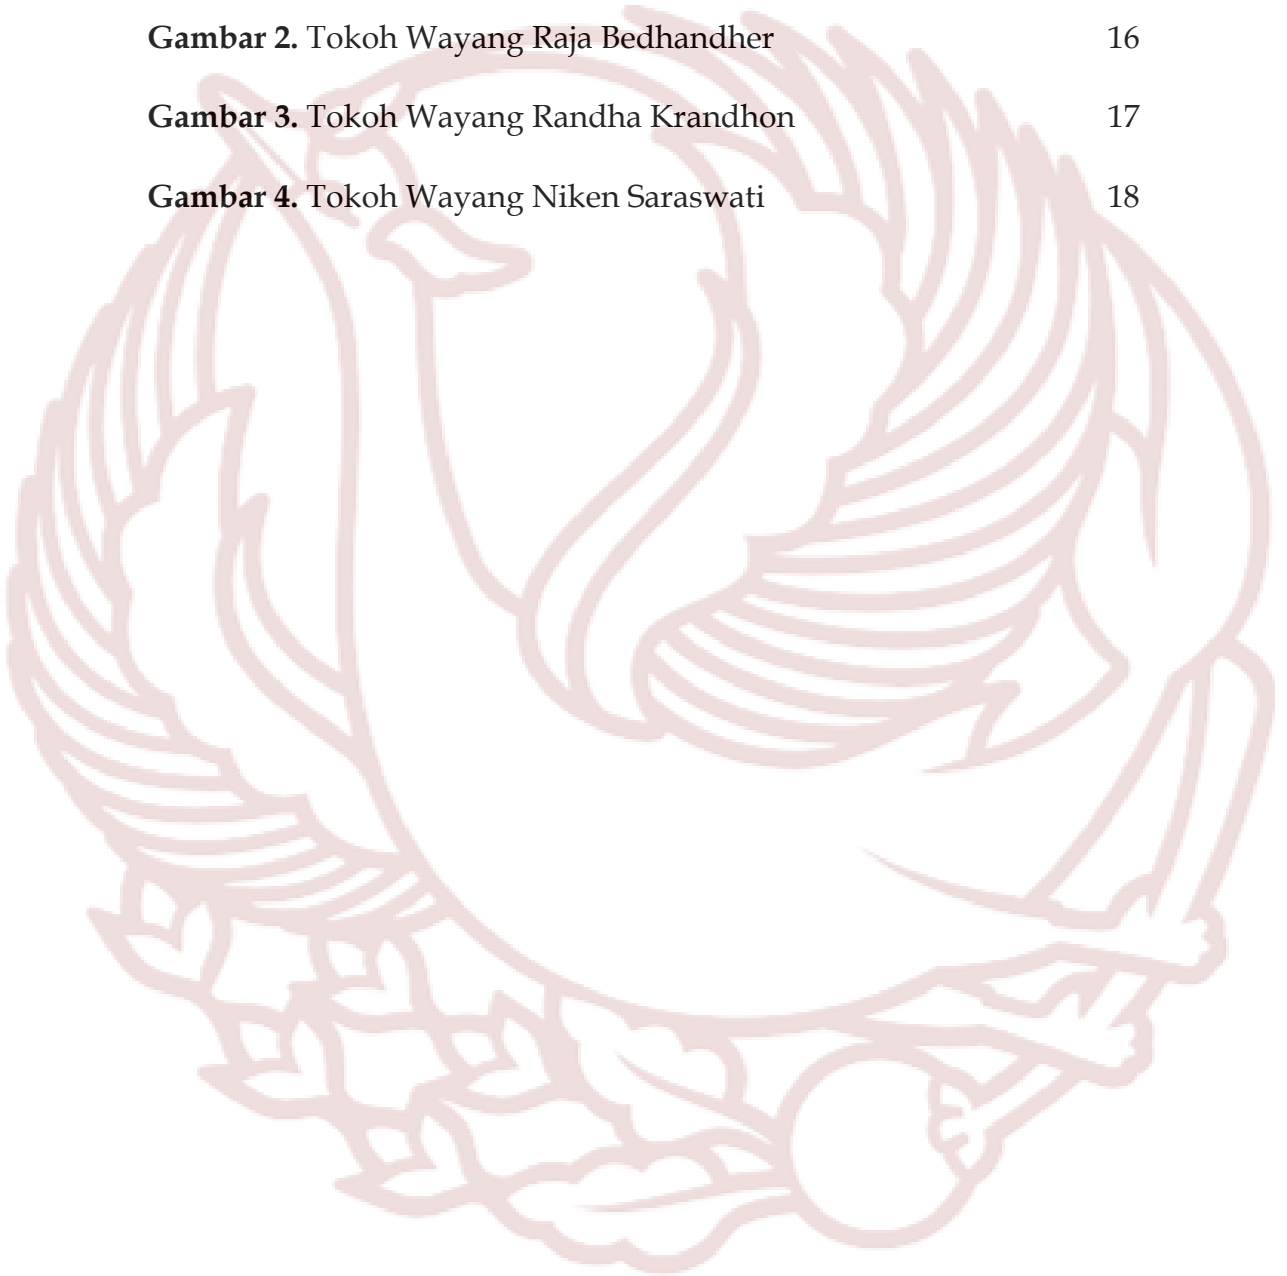 Gambar 2. Tokoh Wayang Raja Bedhandher 16
Gambar 3. Tokoh Wayang Randha Krandhon 17
Gambar 4. Tokoh Wayang Niken Saraswati 18